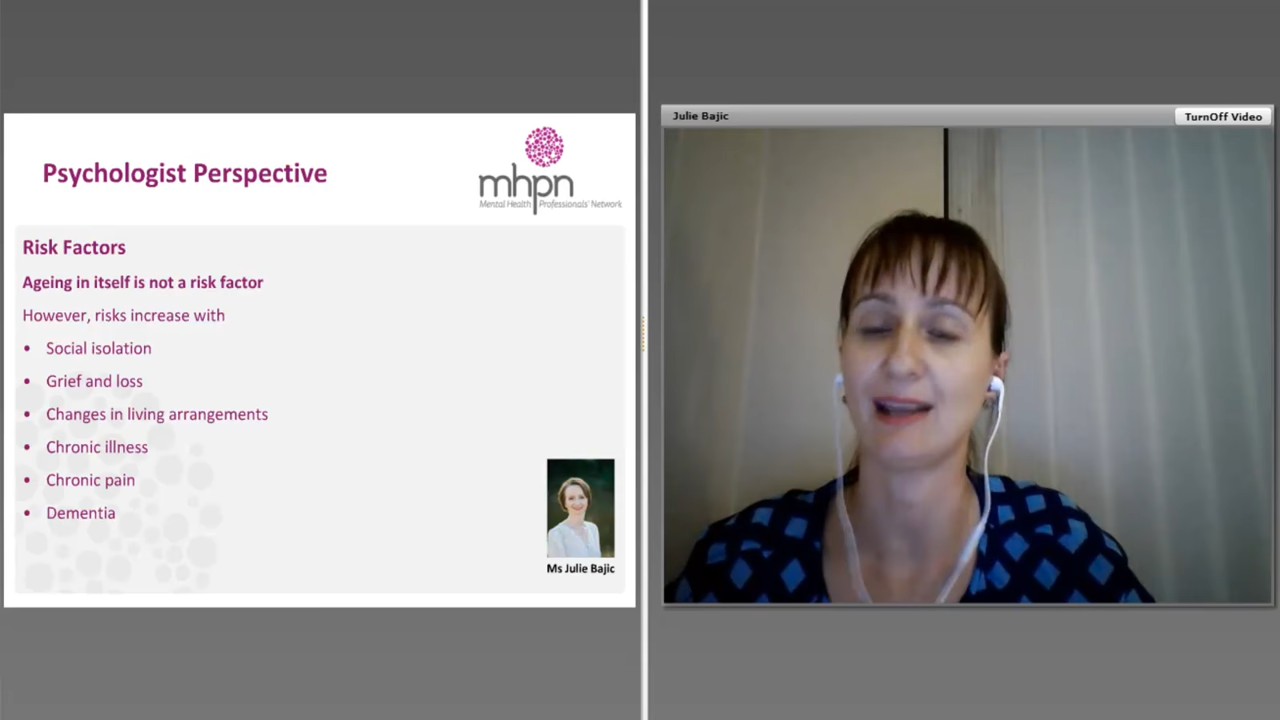 Psychologist Perspective
mhpn
Mental Health Professionals' Network
Risk Factors
Ageing in itself is not a risk factor
However, risks increase with
• Social isolation
• Grief and loss
• Changes in living arrangements
• Chronic illness
• Chronic pain
• Dementia
Ms Julie Bajic
Julie Bajic
TurnOff Video